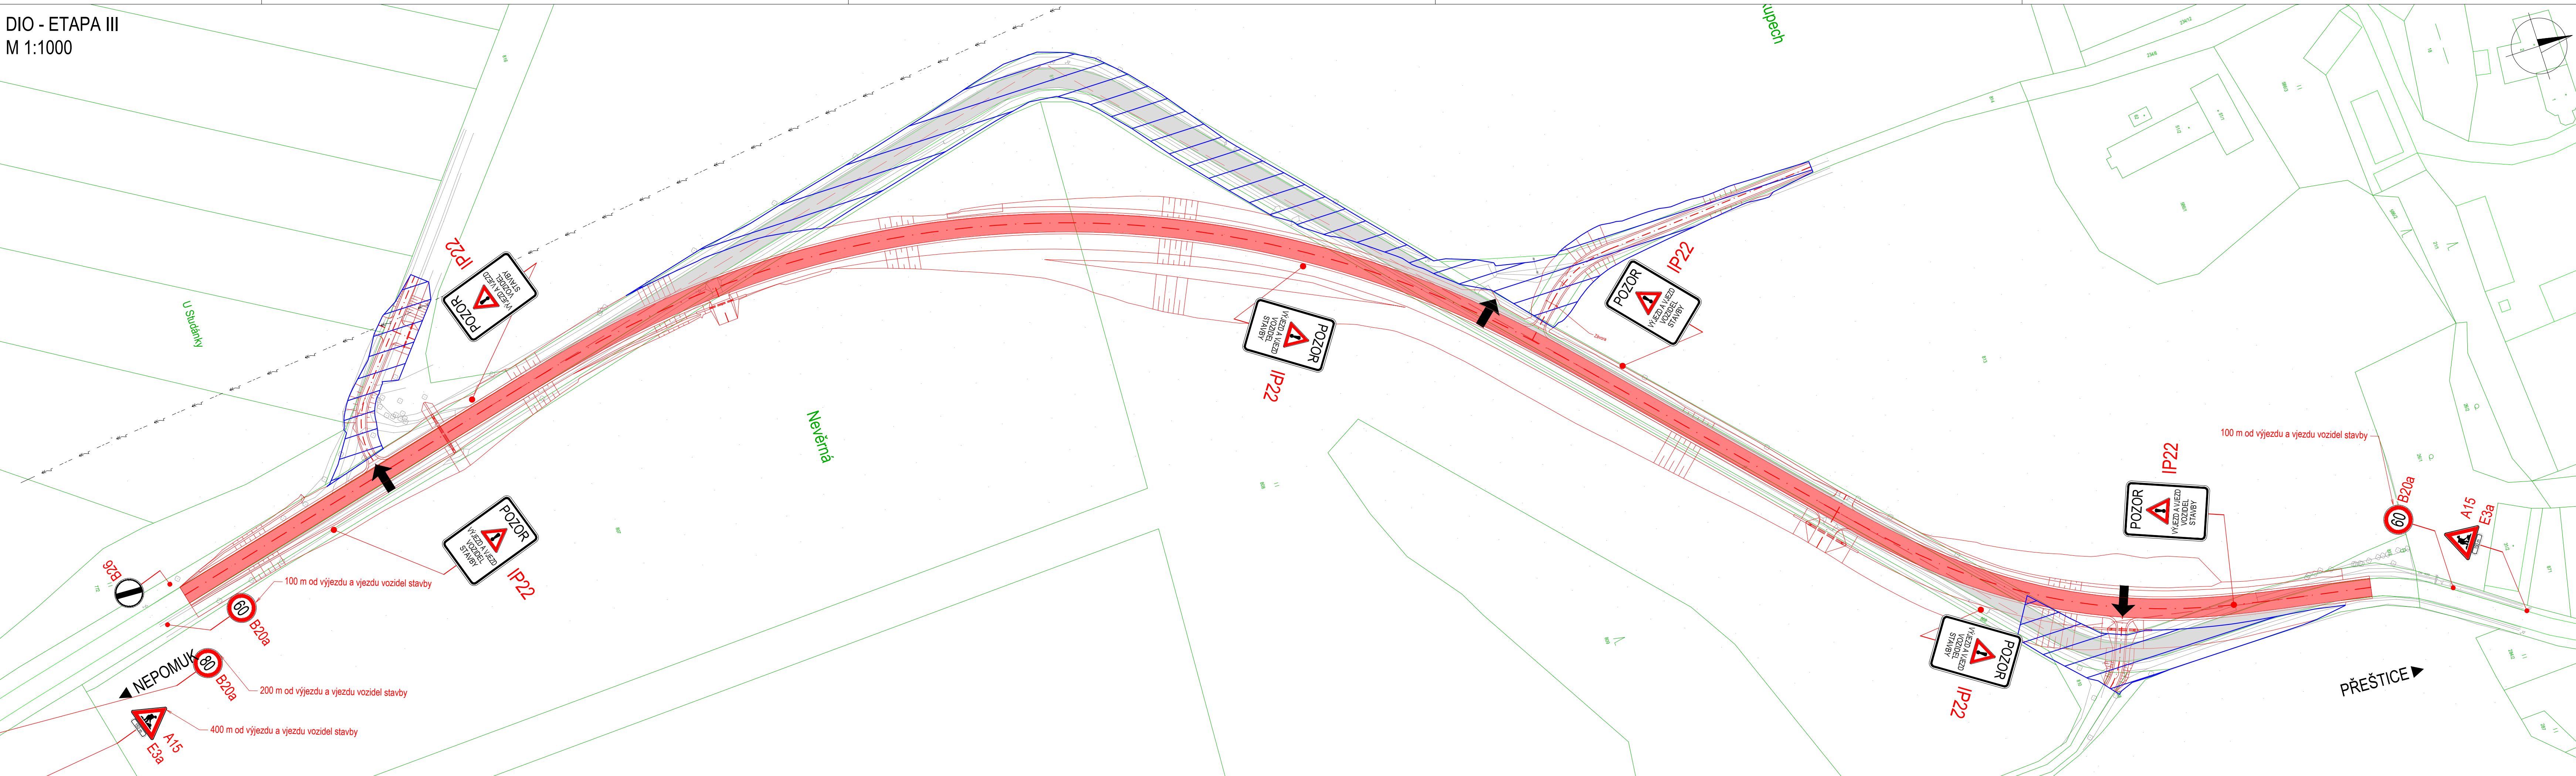 DIO - ETAPA III
M 1:1000
Kupech
U Studánky
Nevěrná
IP22
POZOR
VÝJEZD A VJEZD
VOZIDEL
STAVBY
IP22
POZOR
VÝJEZD A VJEZD
VOZIDEL
STAVBY
IP22
POZOR
VÝJEZD A VJEZD
VOZIDEL
STAVBY
IP22
POZOR
VÝJEZD A VJEZD
VOZIDEL
STAVBY
IP22
POZOR
VÝJEZD A VJEZD
VOZIDEL
STAVBY
IP22
POZOR
VÝJEZD A VJEZD
VOZIDEL
STAVBY
100 m od výjezdu a vjezdu vozidel stavby
60
B20a
A15
E3a
B26
60
B20a
100 m od výjezdu a vjezdu vozidel stavby
NEPOMUK
80
B20a
200 m od výjezdu a vjezdu vozidel stavby
A15
E3a
400 m od výjezdu a vjezdu vozidel stavby
PŘEŠTICE